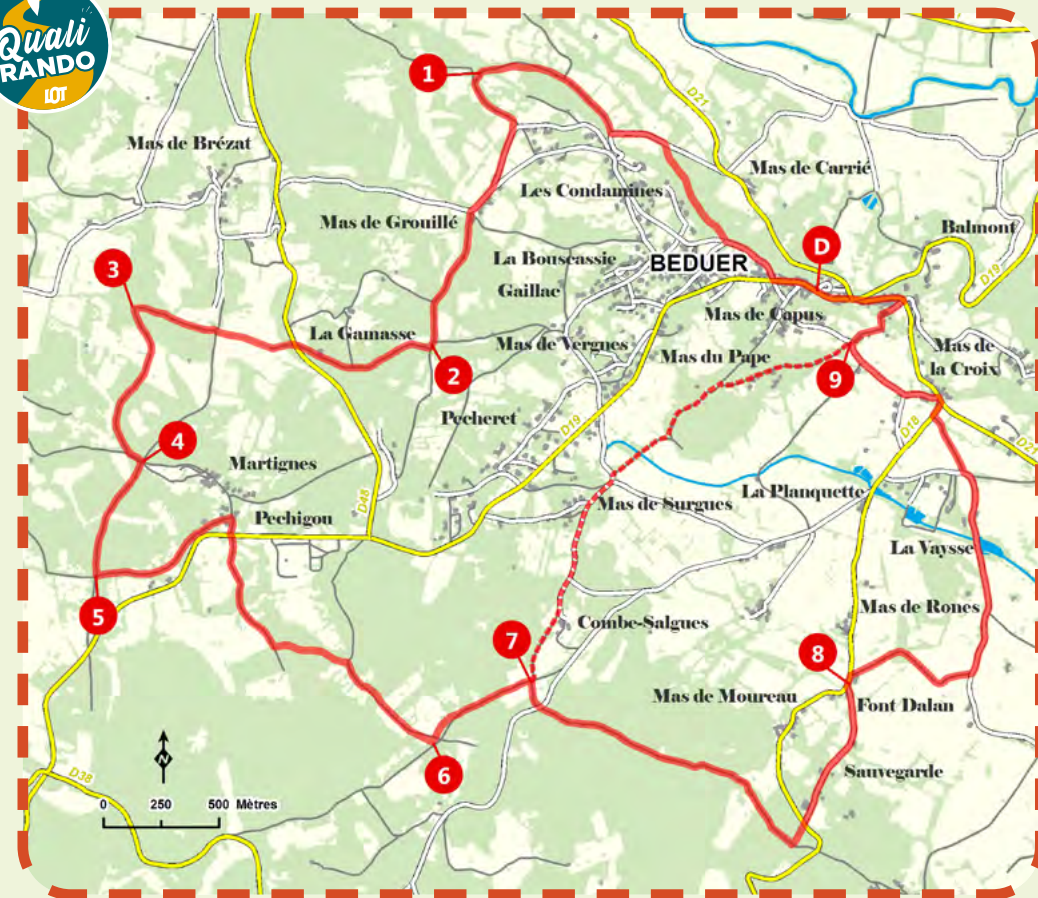 Quali
RANDO
LOT
1
D21
Mas de Brézat
Mas de Carrié
Les Condamines
Mas de Grouillé
Balmont
D
La Bouscassie
BEDUER
3
Gaillac
D19
La Gamasse
Mas de Capus
Mas de Vergnes
Mas du Pape
Mas de
la Croix
2
9
Pecheret
D19
D18
4
D21
Martignes
La Planquette
Mas de Surgues
Pechigou
La Vaysse
5
Combe-Salgues
Mas de Rones
7
8
Mas de Moureau
Font Dalan
N
6
Sauvegarde
D38
0 250 500 Mètres